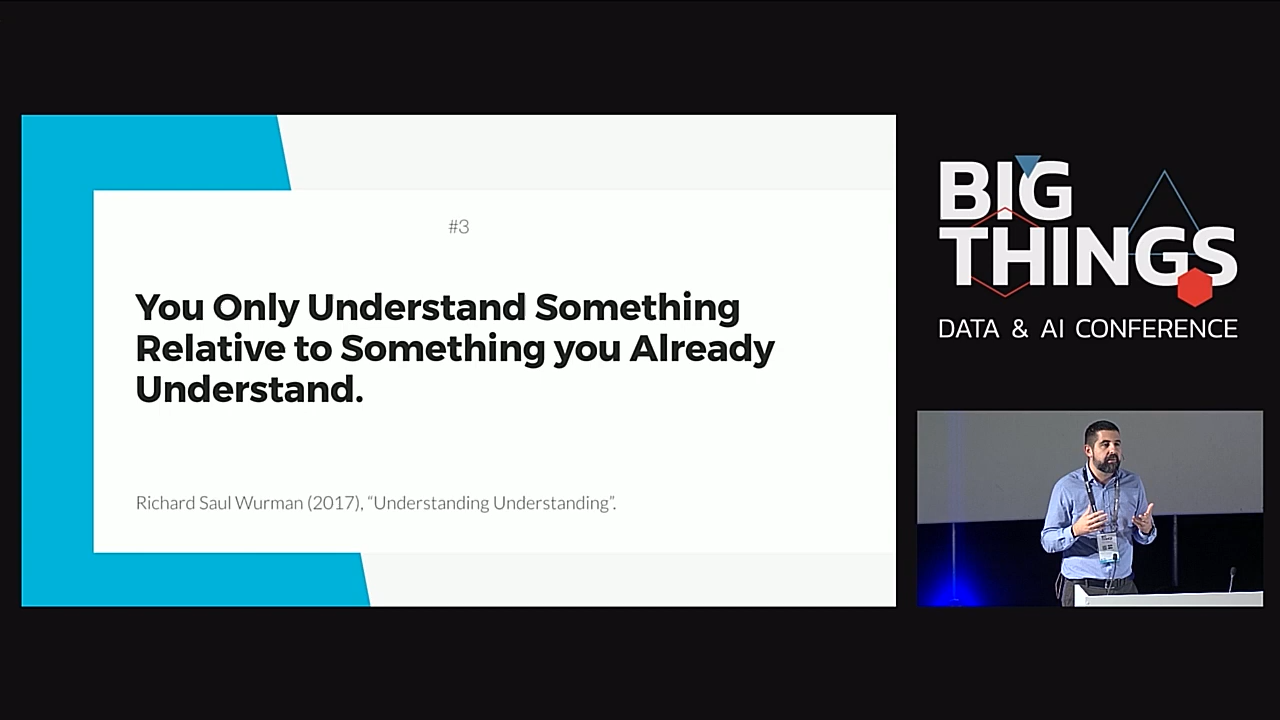 #3
You Only Understand Something
Relative to Something you Already
Understand.
Richard Saul Wurman (2017), “Understanding Understanding”.
BIG
THINGS
DATA & AI CONFERENCE